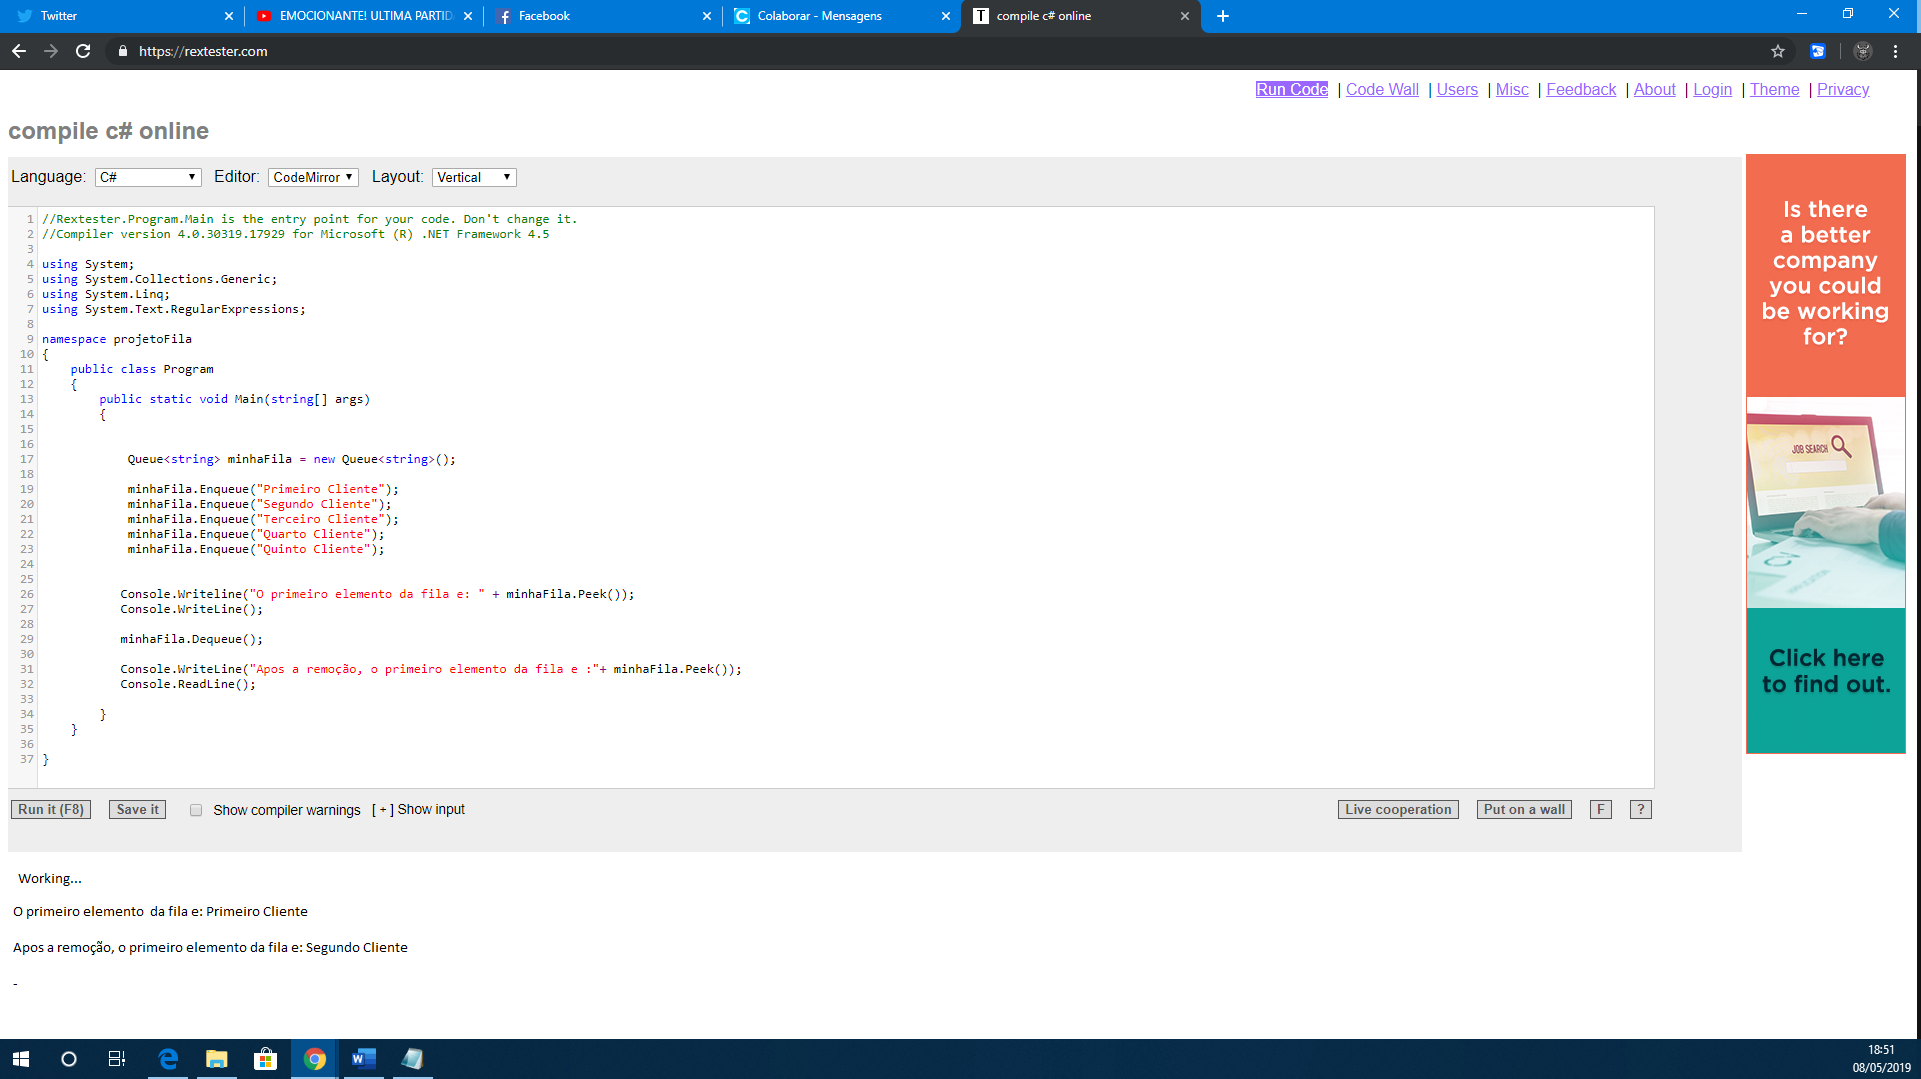 Twitter
EMOCIONANTE! ULTIMA PARTID
Facebook
Colaborar - Mensagens
compile c# online
https://rextester.com
Run Code | Code Wall | Users | Misc | Feedback | About | Login | Theme | Privacy
compile c# online
Language: C# Editor: CodeMirror Layout: Vertical
1 //Rextester.Program.Main is the entry point for your code. Don't change it.
2 //Compiler version 4.0.30319.17929 for Microsoft (R) .NET Framework 4.5
3
4 using System;
5 using System.Collections.Generic;
6 using System.Linq;
7 using System.Text.RegularExpressions;
8
9 namespace projetoFila
10 {
11 public class Program
12 {
13 public static void Main(string[] args)
14 {
15
16
17 Queue<string> minhaFila = new Queue<string>();
18
19 minhaFila.Enqueue("Primeiro Cliente");
20 minhaFila.Enqueue("Segundo Cliente");
21 minhaFila.Enqueue("Terceiro Cliente");
22 minhaFila.Enqueue("Quarto Cliente");
23 minhaFila.Enqueue("Quinto Cliente");
24
25
26 Console.Writeline("O primeiro elemento da fila e: " + minhaFila.Peek());
27 Console.WriteLine();
28
29 minhaFila.Dequeue();
30
31 Console.WriteLine("Apos a remoção, o primeiro elemento da fila e :"+ minhaFila.Peek());
32 Console.ReadLine();
33
34 }
35 }
36
37 }
Is there
a better
company
you could
be working
for?
JOB SEARCH
Click here
to find out.
Run it (F8) Save it Show compiler warnings [ + ] Show input
Live cooperation Put on a wall F ?
Working...
O primeiro elemento  da fila e: Primeiro Cliente
Apos a remoção, o primeiro elemento da fila e: Segundo Cliente
-
18:51
08/05/2019